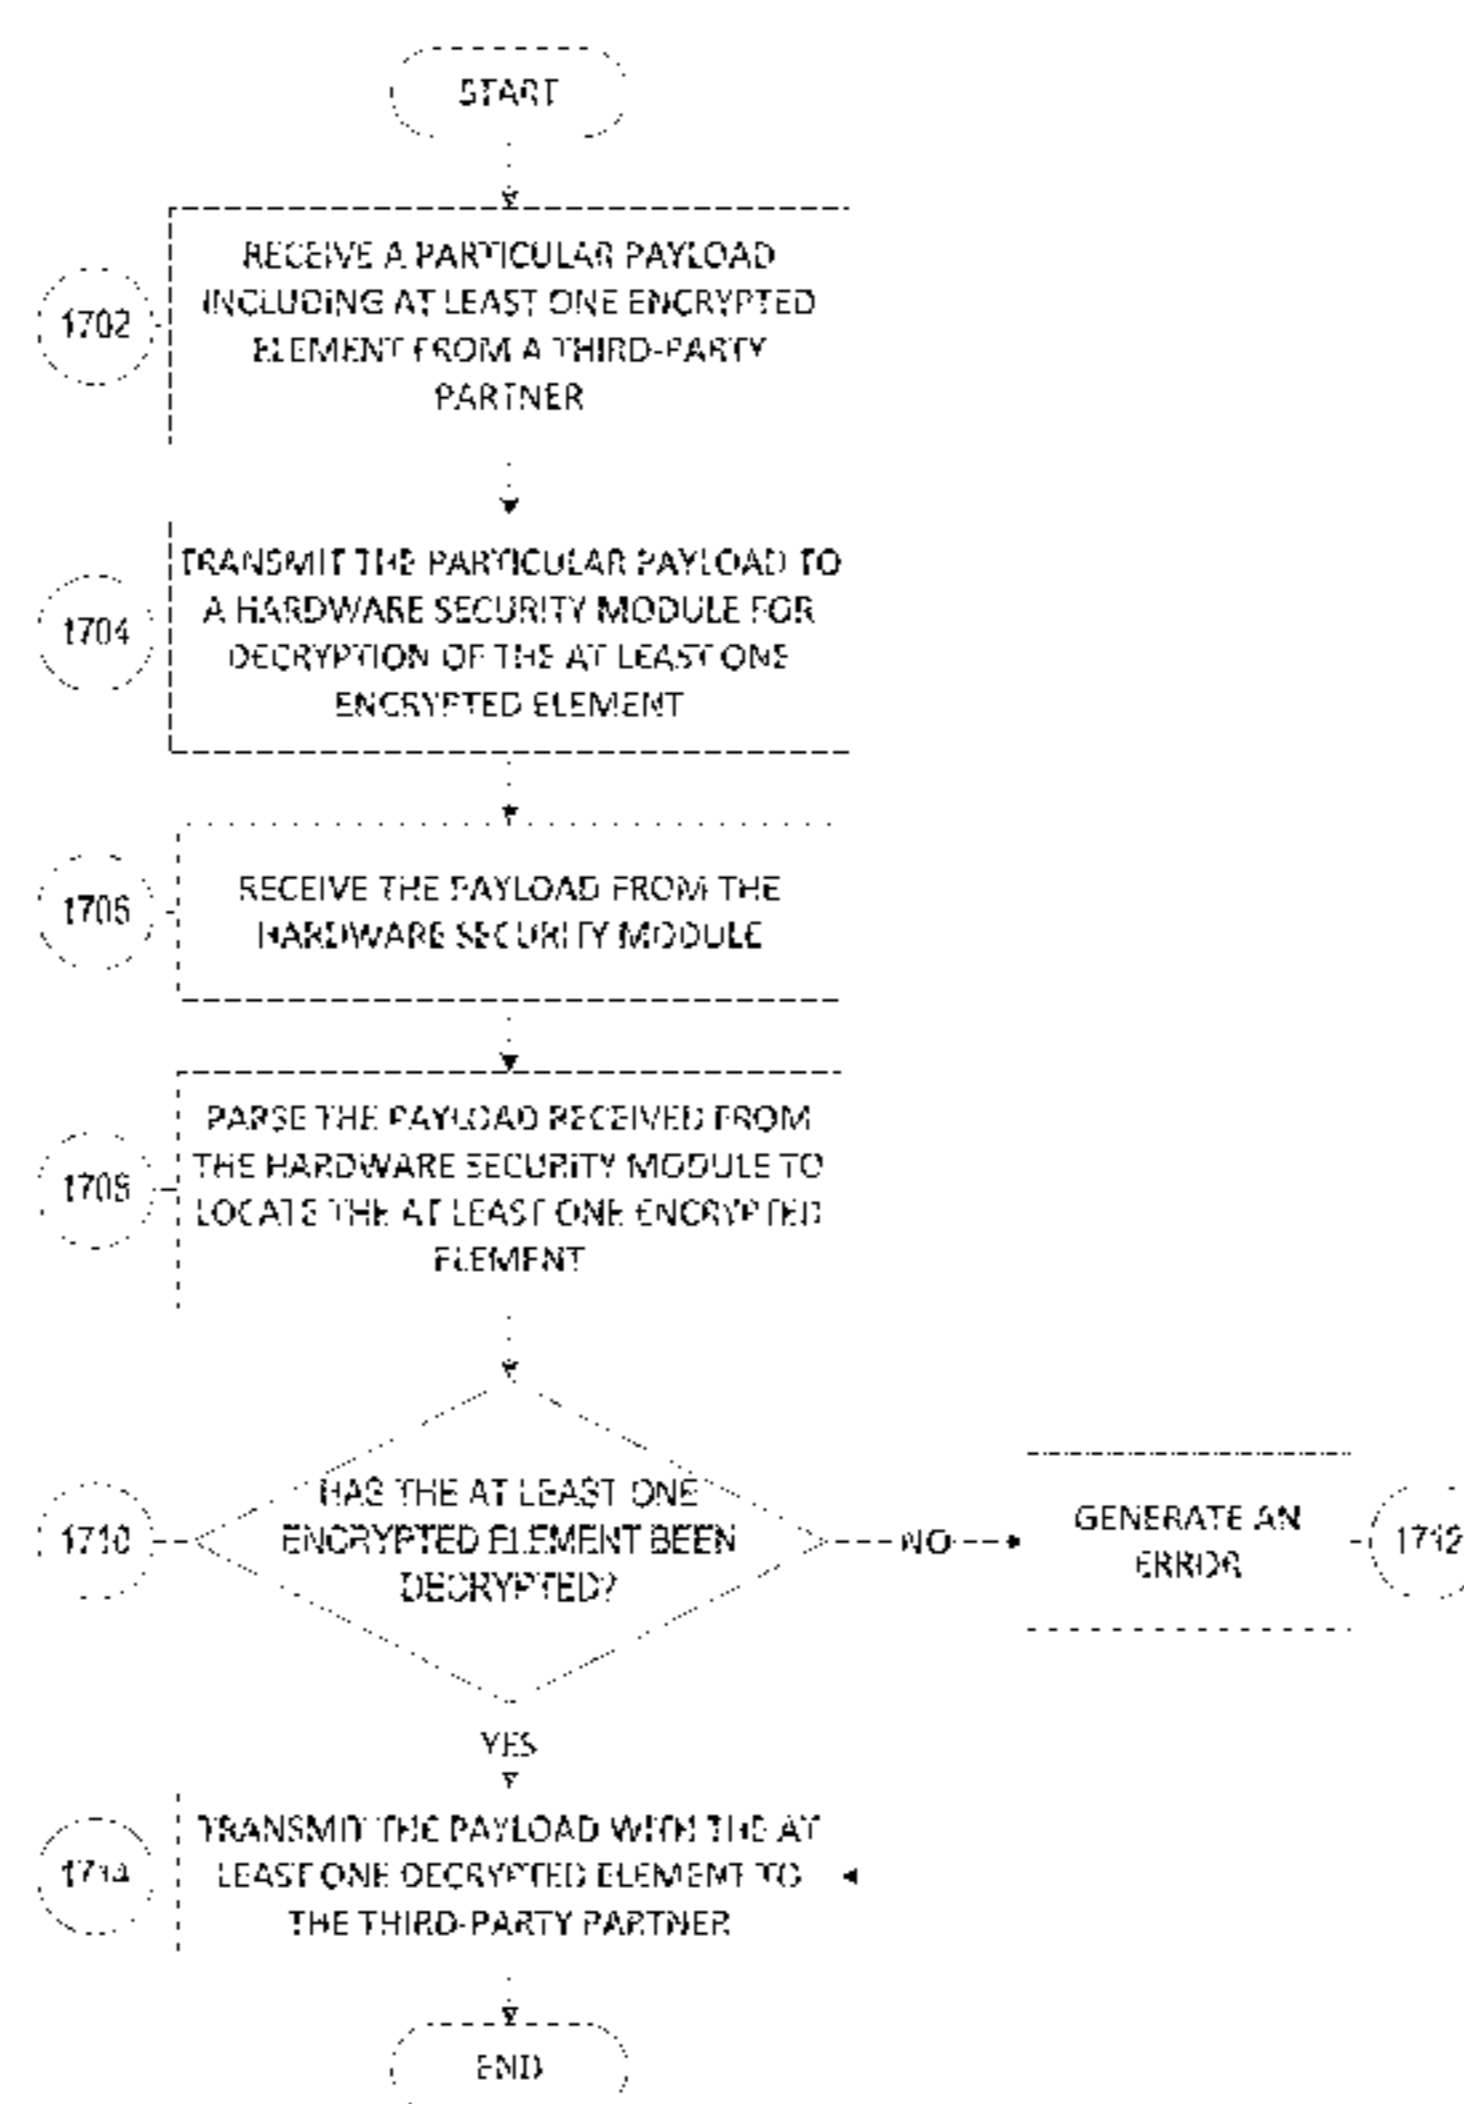 START
RECEIVE A PARTICULAR PAYLOAD
INCLUDING AT LEAST ONE ENCRYPTED
ELEMENT FROM A THIRD-PARTY
PARTNER
1702
TRANSMIT THE PARTICULAR PAYLOAD TO
A HARDWARE SECURITY MODULE FOR
DECRYPTION OF THE AT LEAST ONE
ENCRYPTED ELEMENT
1704
RECEIVE THE PAYLOAD FROM THE
HARDWARE SECURITY MODULE
1706
PARSE THE PAYLOAD RECEIVED FROM
THE HARDWARE SECURITY MODULE TO
LOCATE THE AT LEAST ONE ENCRYPTED
ELEMENT
1708
HAS THE AT LEAST ONE
ENCRYPTED ELEMENT BEEN
DECRYPTED?
1710
NO
GENERATE AN
ERROR
1712
YES
TRANSMIT THE PAYLOAD WITH THE AT
LEAST ONE DECRYPTED ELEMENT TO
THE THIRD-PARTY PARTNER
1714
END